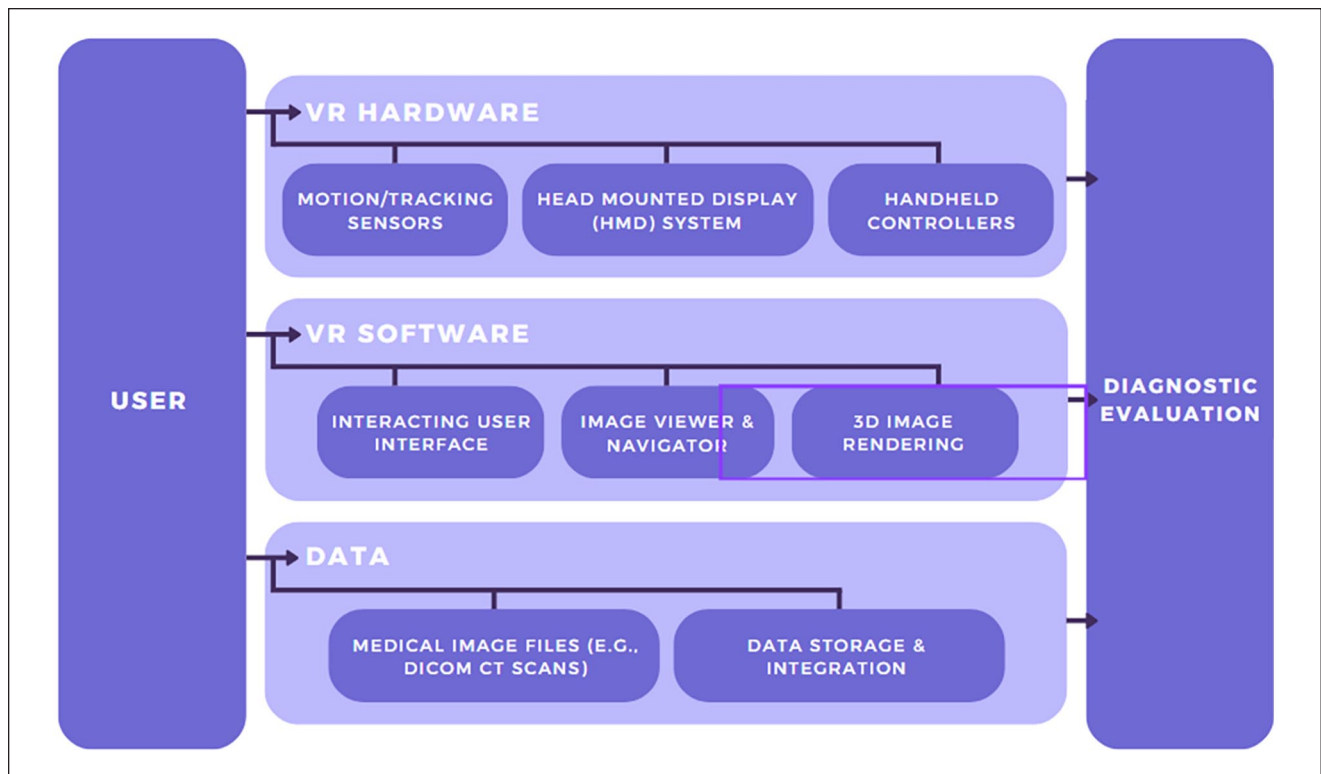 USER
VR HARDWARE
MOTION/TRACKING
SENSORS
HEAD MOUNTED DISPLAY
(HMD) SYSTEM
HANDHELD
CONTROLLERS
VR SOFTWARE
INTERACTING USER
INTERFACE
IMAGE VIEWER &
NAVIGATOR
3D IMAGE
RENDERING
DATA
MEDICAL IMAGE FILES (E.G.,
DICOM CT SCANS)
DATA STORAGE &
INTEGRATION
DIAGNOSTIC
EVALUATION